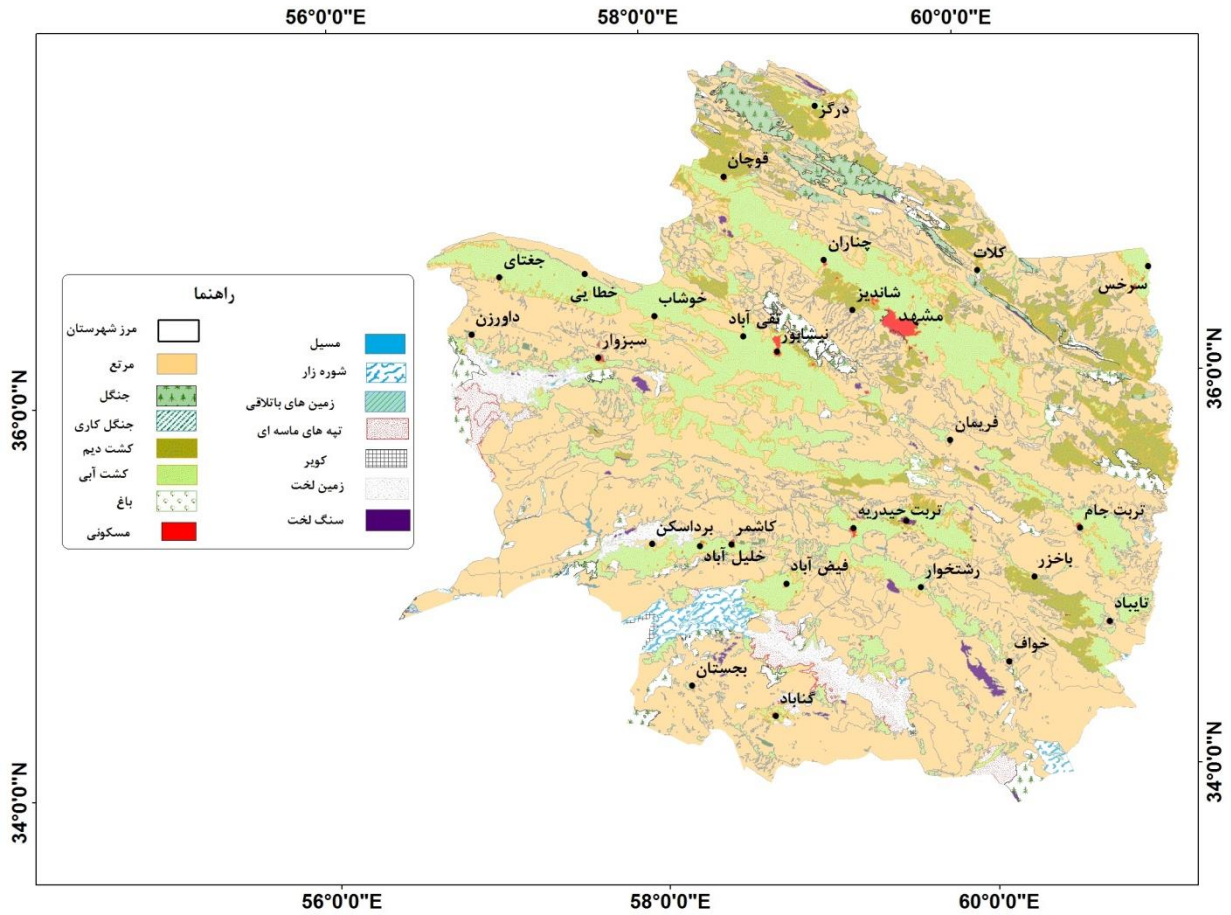 56°0'0"E
58°0'0"E
60°0'0"E
درگز
قوچان
چناران
کلات
سرخس
شاندیز
مشهد
جغتای
خطا یی
خوشاب
تقی آباد
نیشابور
داورزن
سبزوار
فریمان
تربت جام
تربت حیدریه
کاشمر
برداسکن
خلیل آباد
فیض آباد
رشتخوار
باخزر
تایباد
خواف
بجستان
گناباد
راهنما
مرز شهرستان
مرتع
جنگل
جنگل کاری
کشت دیم
کشت آبی
باغ
مسکونی
مسیل
شوره زار
زمین های باتلاقی
تپه های ماسه ای
کویر
زمین لخت
سنگ لخت
36°0'0"N
36°0'0"N
34°0'0"N
34°0'0"N
56°0'0"E
58°0'0"E
60°0'0"E